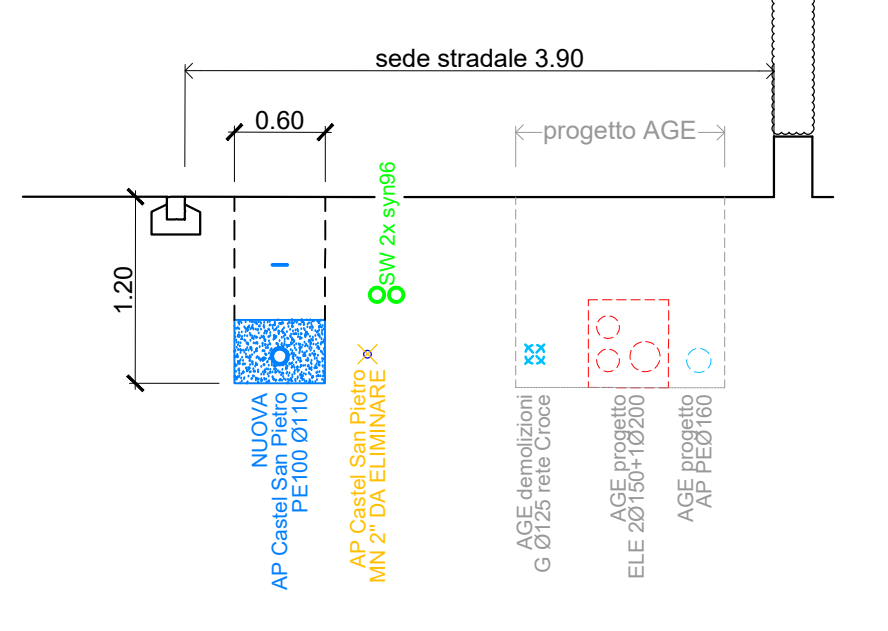 sede stradale 3.90
0.60
progetto AGE
SW 2x syn96
1.20
NUOVA
AP Castel San Pietro
PE100 Ø110
AP Castel San Pietro
MN 2" DA ELIMINARE
AGE demolizioni
G Ø125 rete Croce
AGE progetto
ELE 2Ø150+1Ø200
AGE progetto
AP PEØ160